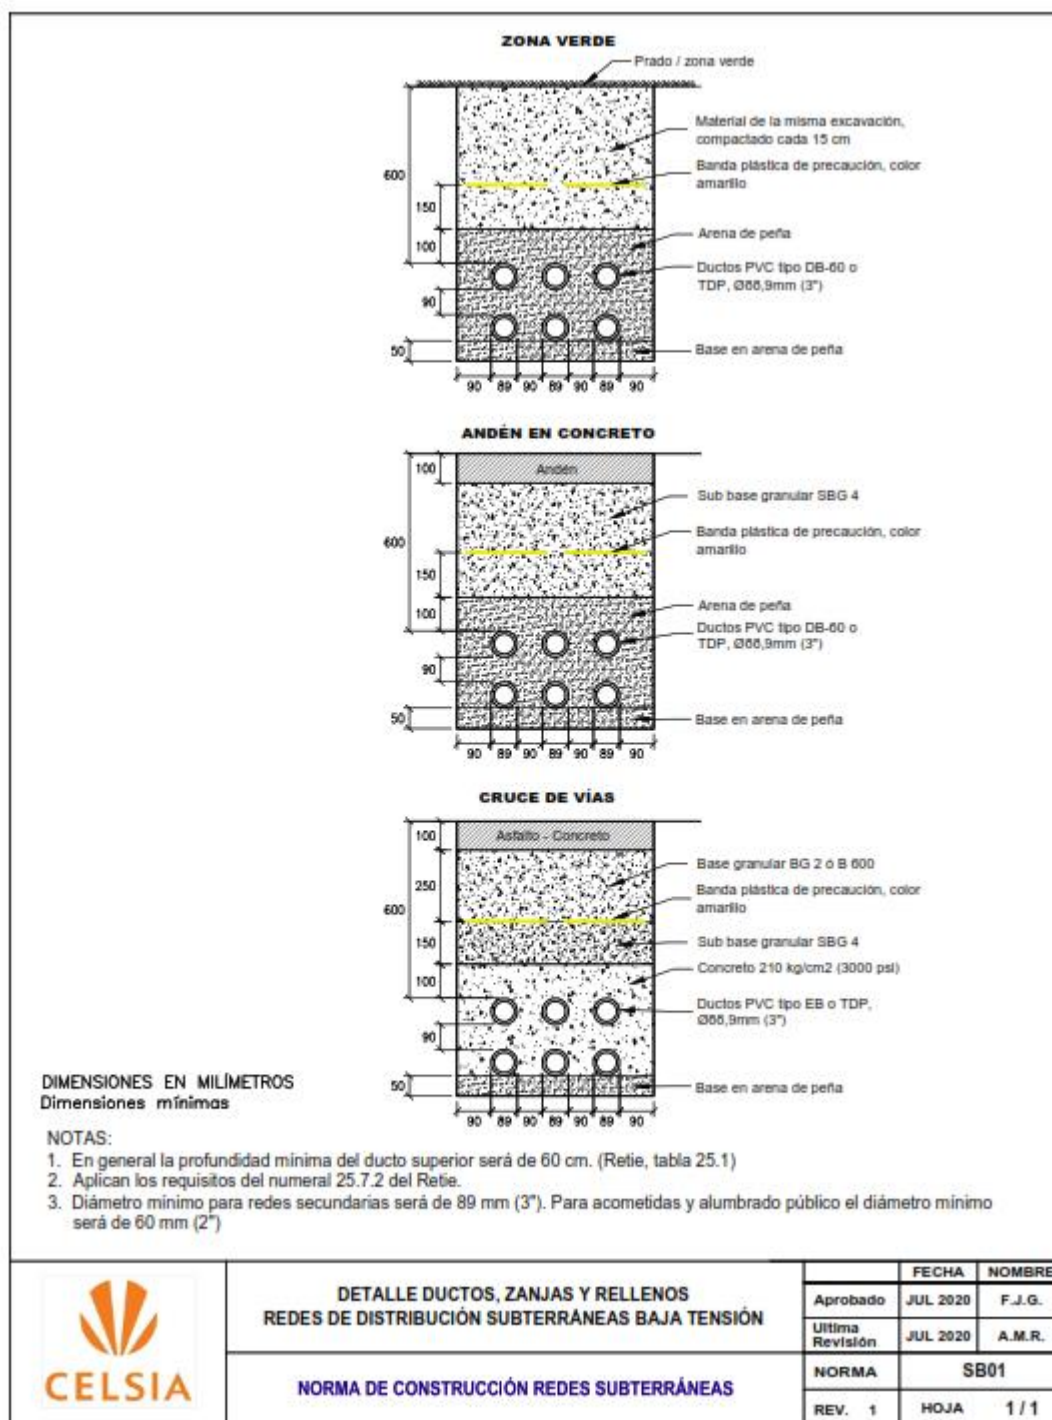 ZONA VERDE
Prado / zona verde
Material de la misma excavación,
compactado cada 15 cm
Banda plástica de precaución, color
amarillo
600
150
100
Arena de peña
Ductos PVC tipo DB-60 o
TDP, Ø88,9mm (3")
90
50
Base en arena de peña
90 89 90 89 90 89 90
ANDÉN EN CONCRETO
100
Andén
Sub base granular SBG 4
Banda plástica de precaución, color
amarillo
600
150
100
Arena de peña
Ductos PVC tipo DB-60 o
TDP, Ø88,9mm (3")
90
50
Base en arena de peña
90 89 90 89 90 89 90
CRUCE DE VÍAS
100
Asfalto - Concreto
250
Base granular BG 2 ó B 600
Banda plástica de precaución, color
amarillo
600
150
Sub base granular SBG 4
Concreto 210 kg/cm2 (3000 psi)
100
Ductos PVC tipo EB o TDP,
Ø88,9mm (3")
90
50
Base en arena de peña
90 89 90 89 90 89 90
DIMENSIONES EN MILÍMETROS
Dimensiones mínimas
NOTAS:
1. En general la profundidad mínima del ducto superior será de 60 cm. (Retie, tabla 25.1)
2. Aplican los requisitos del numeral 25.7.2 del Retie.
3. Diámetro mínimo para redes secundarias será de 89 mm (3"). Para acometidas y alumbrado público el diámetro mínimo
será de 60 mm (2")
CELSIA
DETALLE DUCTOS, ZANJAS Y RELLENOS
REDES DE DISTRIBUCIÓN SUBTERRÁNEAS BAJA TENSIÓN
NORMA DE CONSTRUCCIÓN REDES SUBTERRÁNEAS
FECHA NOMBRE
Aprobado JUL 2020 F.J.G.
Ultima
Revisión JUL 2020 A.M.R.
NORMA SB01
REV. 1 HOJA 1 / 1